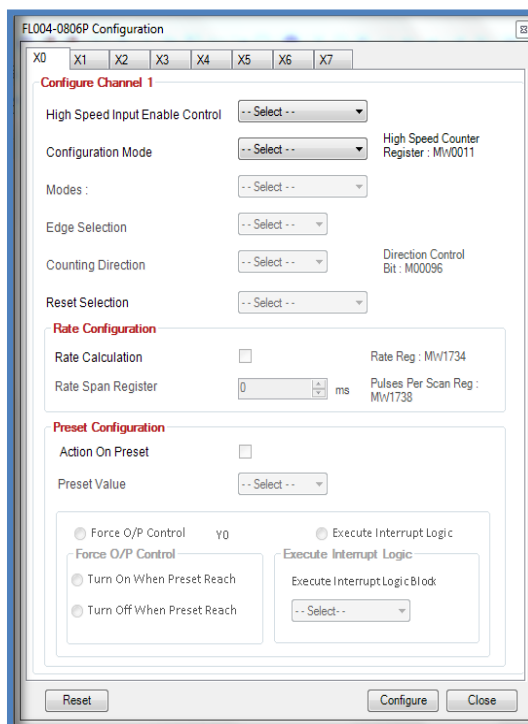 FL004-0806P Configuration
X0 X1 X2 X3 X4 X5 X6 X7
Configure Channel 1
High Speed Input Enable Control -- Select --
Configuration Mode -- Select -- High Speed Counter
Register : MW0011
Modes : -- Select --
Edge Selection -- Select --
Counting Direction -- Select -- Direction Control
Bit : M00096
Reset Selection -- Select --
Rate Configuration
Rate Calculation Rate Reg : MW1734
Rate Span Register 0 ms Pulses Per Scan Reg :
MW1738
Preset Configuration
Action On Preset
Preset Value -- Select --
Force O/P Control Y0 Execute Interrupt Logic
Force O/P Control Execute Interrupt Logic
Turn On When Preset Reach Execute Interrupt Logic Block
Turn Off When Preset Reach -- Select--
Reset Configure Close